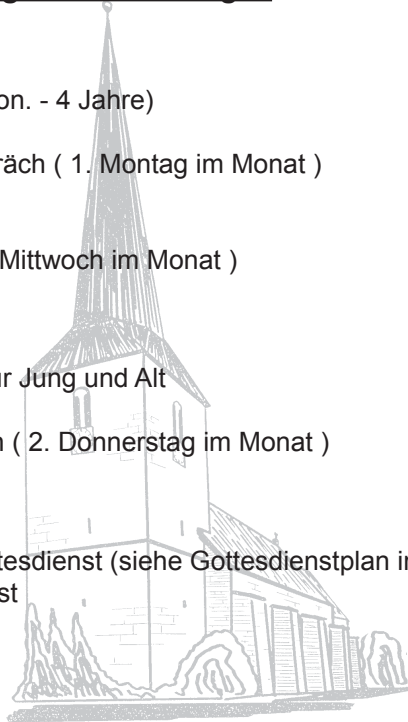 on. - 4 Jahre)
räch ( 1. Montag im Monat )
Mittwoch im Monat )
ür Jung und Alt
n ( 2. Donnerstag im Monat )
tesdienst (siehe Gottesdienstplan in
st